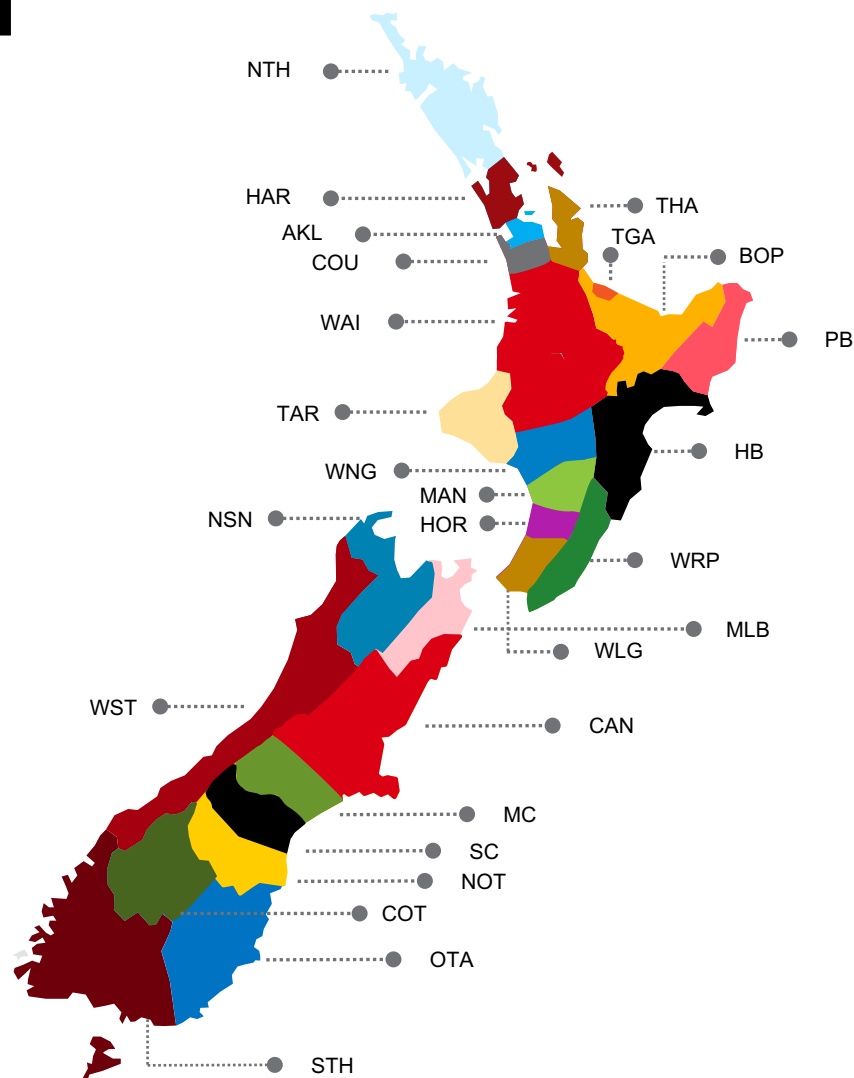 NTH
HAR
THA
AKL
TGA
COU
BOP
WAI
PB
TAR
HB
WNG
MAN
NSN
HOR
WRP
MLB
WLG
WST
CAN
MC
SC
NOT
COT
OTA
STH